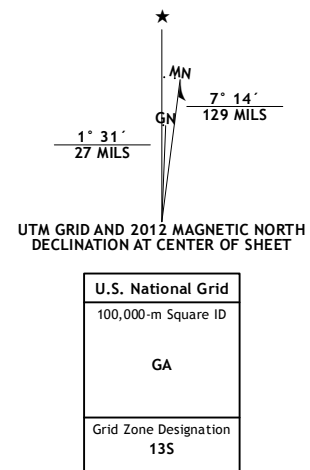 ★
MN
7° 14´
129 MILS
GN
1° 31´
27 MILS
UTM GRID AND 2012 MAGNETIC NORTH
DECLINATION AT CENTER OF SHEET
U.S. National Grid
100,000-m Square ID
GA
Grid Zone Designation
13S